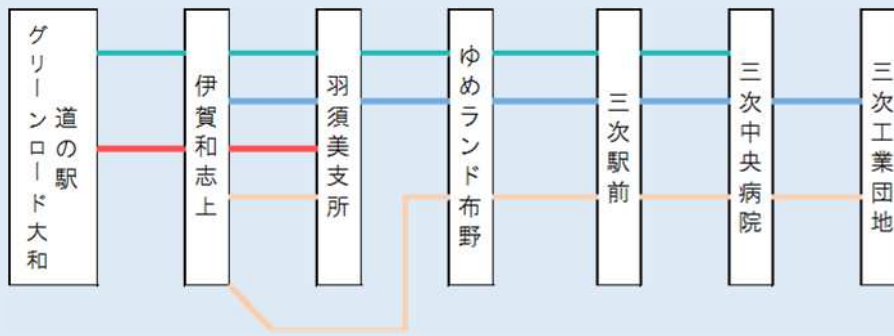 道の駅
グリーンロード大和
伊賀和志上
羽須美支所
ゆめランド布野
三次駅前
三次中央病院
三次工業団地